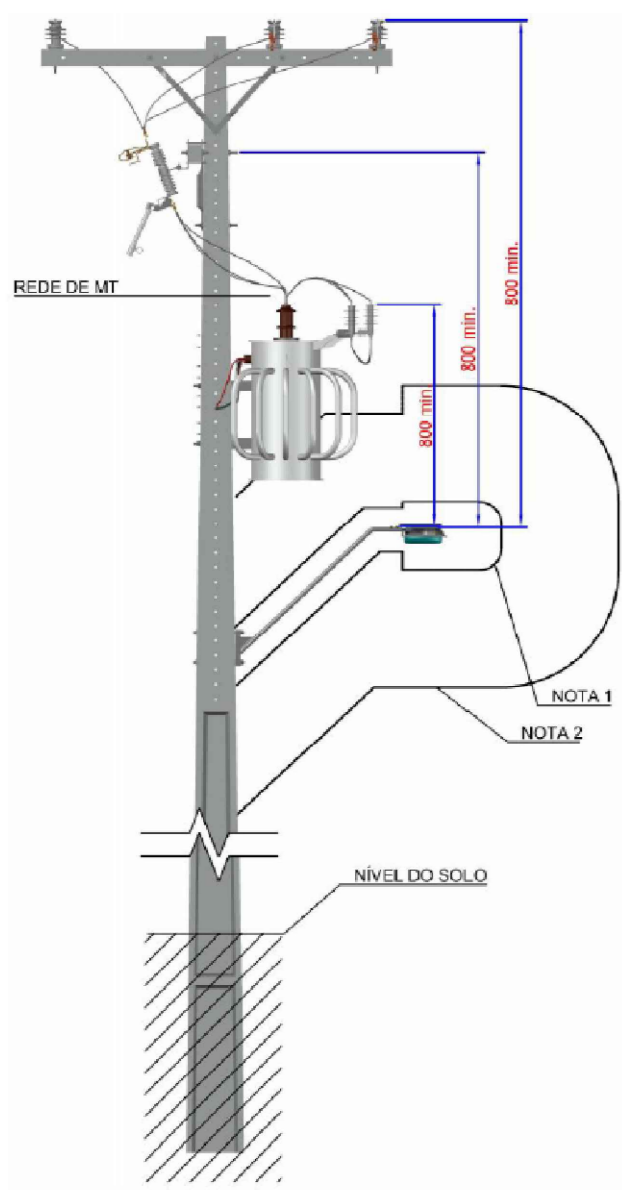 800 min.
REDE DE MT
800 min.
800 min.
NOTA 1
NOTA 2
NÍVEL DO SOLO